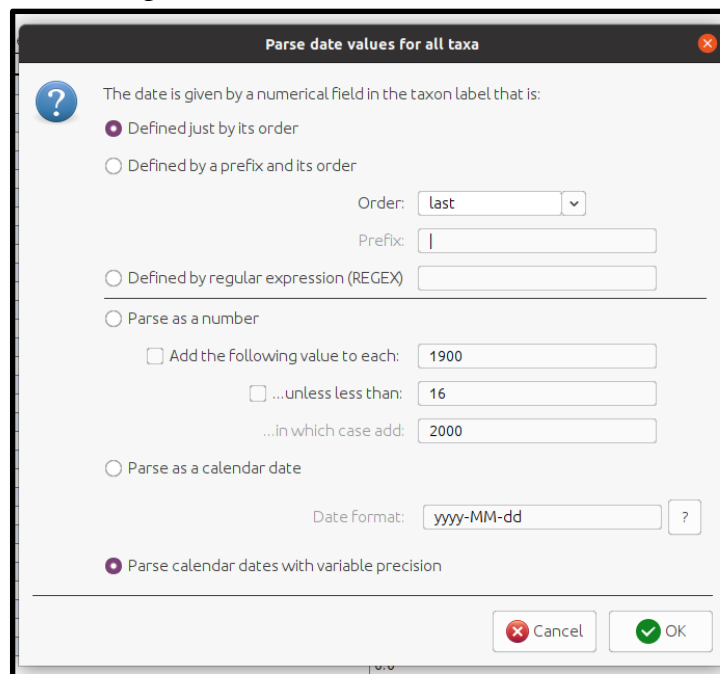 Parse date values for all taxa
?
The date is given by a numerical field in the taxon label that is:
Defined just by its order
Defined by a prefix and its order
Order: last
Prefix:
Defined by regular expression (REGEX)
Parse as a number
Add the following value to each: 1900
...unless less than: 16
...in which case add: 2000
Parse as a calendar date
Date format: yyyy-MM-dd ?
Parse calendar dates with variable precision
Cancel OK